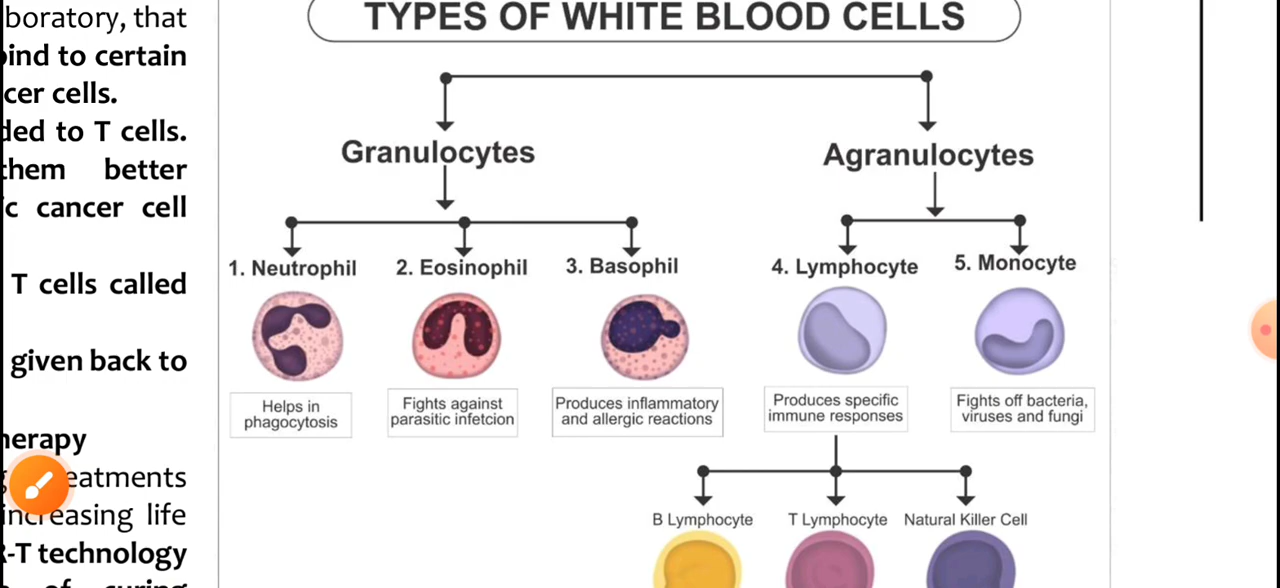 boratory, that
ind to certain
cer cells.
ded to T cells.
them better
c cancer cell
T cells called
given back to
herapy
eatments
increasing life
-T technology
of curing
TYPES OF WHITE BLOOD CELLS
Granulocytes
Agranulocytes
1. Neutrophil
2. Eosinophil
3. Basophil
4. Lymphocyte
5. Monocyte
Helps in
phagocytosis
Fights against
parasitic infetcion
Produces inflammatory
and allergic reactions
Produces specific
immune responses
Fights off bacteria,
viruses and fungi
B Lymphocyte
T Lymphocyte
Natural Killer Cell